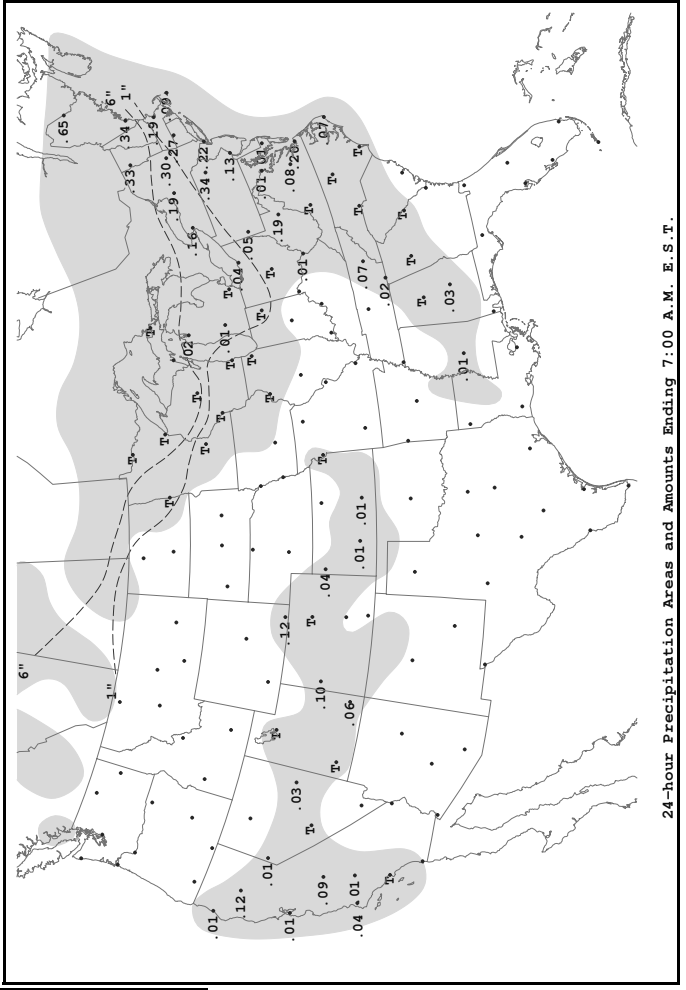 6"
.65
6"
1"
1"
.34
.33
T
T
.19
T
.30
.09
T
.19
.27
.02
.16
T
.22
.34
T
.01
T
.01
T
.13
T
.04
.12
.05
T
T
.01
.01
.01
T
T
T
.19
.12
.01
.08
.20
.03
.01
T
T
T
.10
T
.09
.07
.04
T
T
.06
.01
.04
T
T
.01
.01
.07
.02
T
T
T
T
.03
.01
24-hour Precipitation Areas and Amounts Ending 7:00 A.M. E.S.T.